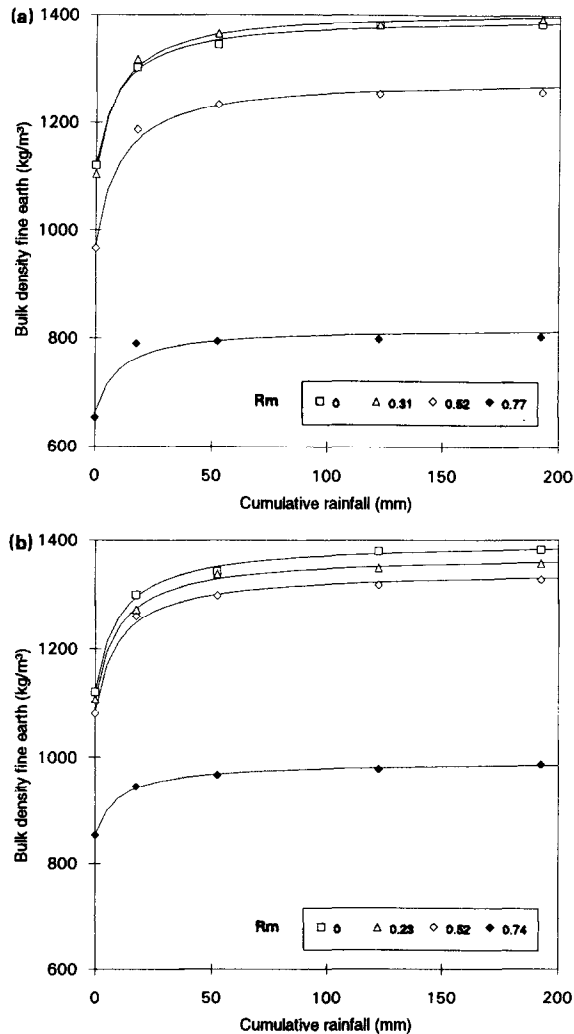 (a)
1400
1200
1000
800
600
Bulk density fine earth (kg/m³)
Rm □ 0 △ 0.31 ◇ 0.52 ◆ 0.77
0 50 100 150 200
Cumulative rainfall (mm)
(b)
1400
1200
1000
800
600
Bulk density fine earth (kg/m³)
Rm □ 0 △ 0.23 ◇ 0.52 ◆ 0.74
0 50 100 150 200
Cumulative rainfall (mm)